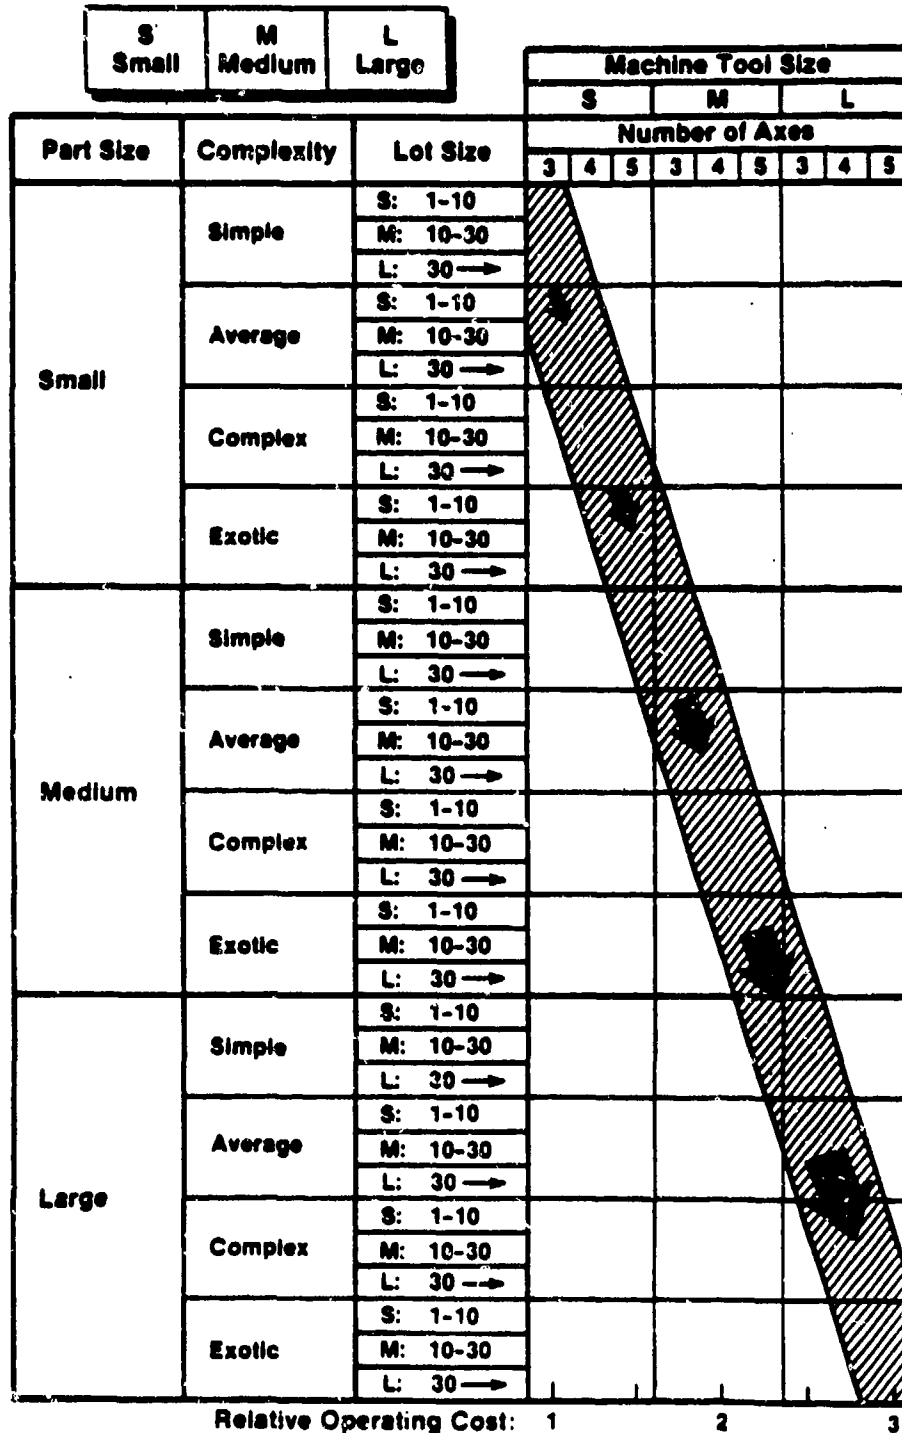 S M L
Small Medium Large
Machine Tool Size
S M L
Part Size Complexity Lot Size Number of Axes
3 4 5 3 4 5 3 4 5
Small
Simple
S: 1-10
M: 10-30
L: 30 →
Average
S: 1-10
M: 10-30
L: 30 →
Complex
S: 1-10
M: 10-30
L: 30 →
Exotic
S: 1-10
M: 10-30
L: 30 →
Medium
Simple
S: 1-10
M: 10-30
L: 30 →
Average
S: 1-10
M: 10-30
L: 30 →
Complex
S: 1-10
M: 10-30
L: 30 →
Exotic
S: 1-10
M: 10-30
L: 30 →
Large
Simple
S: 1-10
M: 10-30
L: 30 →
Average
S: 1-10
M: 10-30
L: 30 →
Complex
S: 1-10
M: 10-30
L: 30 →
Exotic
S: 1-10
M: 10-30
L: 30 →
Relative Operating Cost: 1 2 3